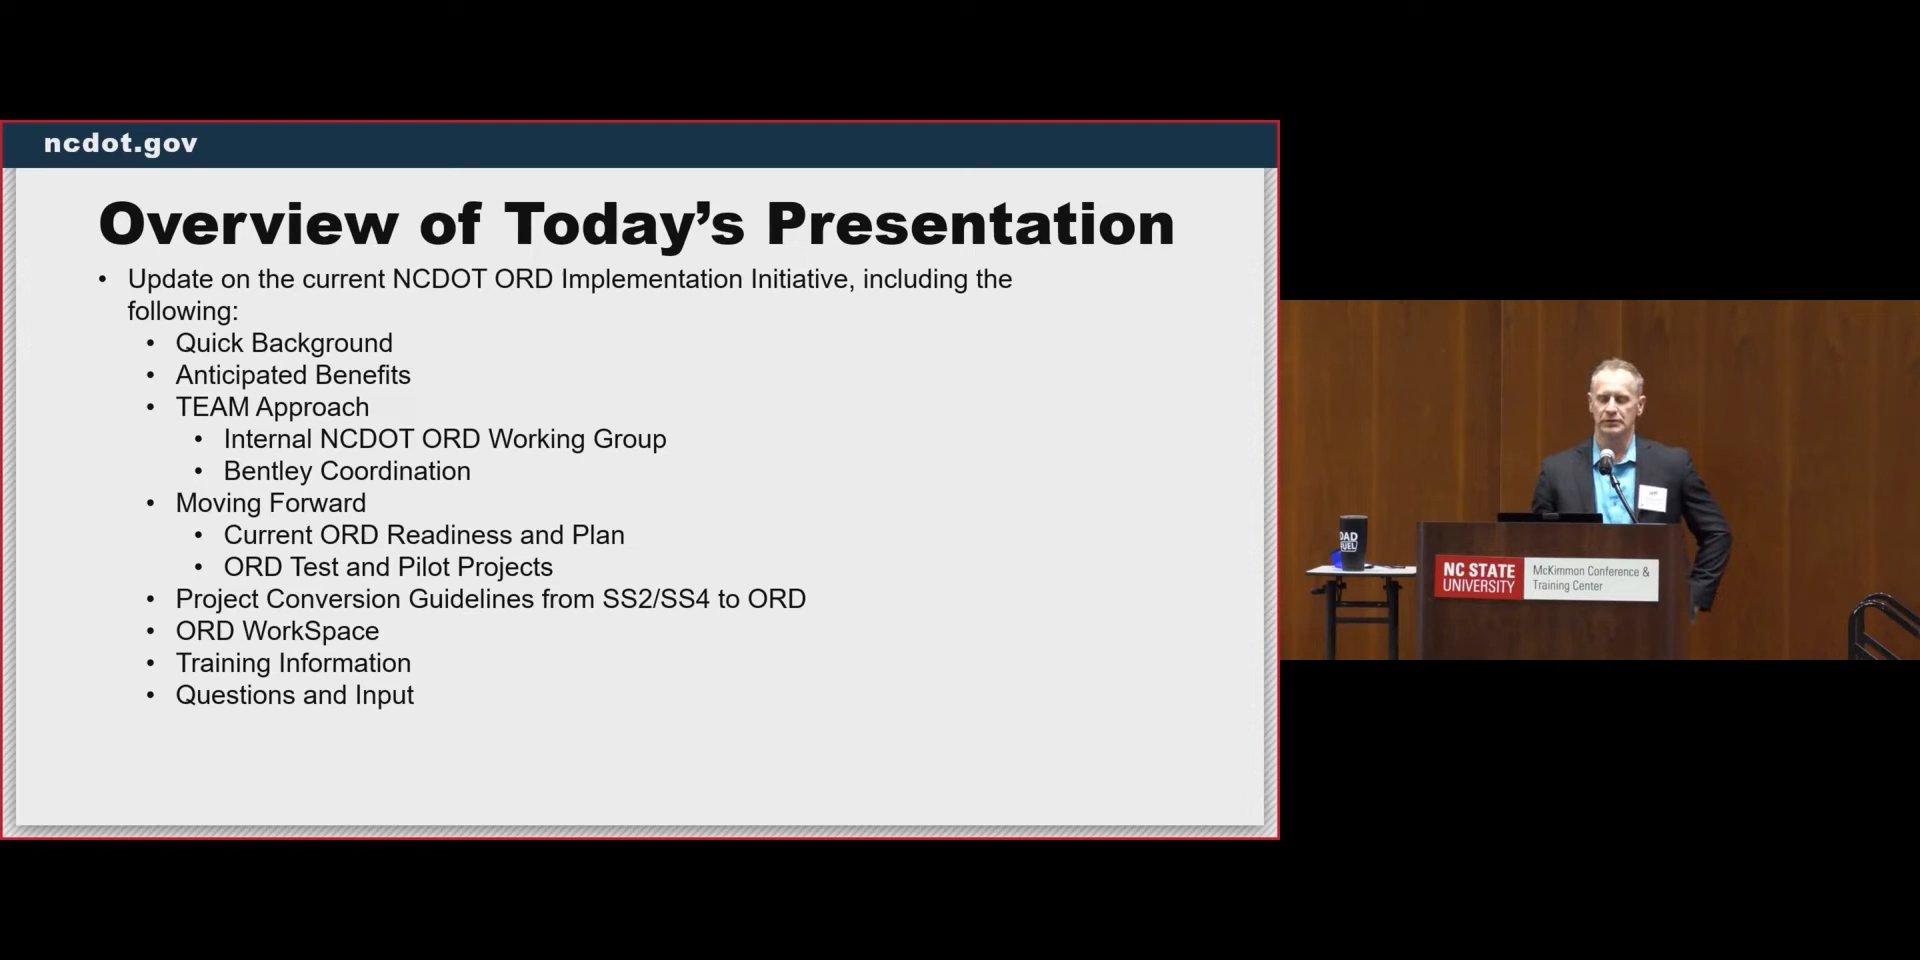 ncdot.gov
Overview of Today’s Presentation
• Update on the current NCDOT ORD Implementation Initiative, including the
following:
• Quick Background
• Anticipated Benefits
• TEAM Approach
• Internal NCDOT ORD Working Group
• Bentley Coordination
• Moving Forward
• Current ORD Readiness and Plan
• ORD Test and Pilot Projects
• Project Conversion Guidelines from SS2/SS4 to ORD
• ORD WorkSpace
• Training Information
• Questions and Input
NC STATE
UNIVERSITY
McKimmon Conference &
Training Center